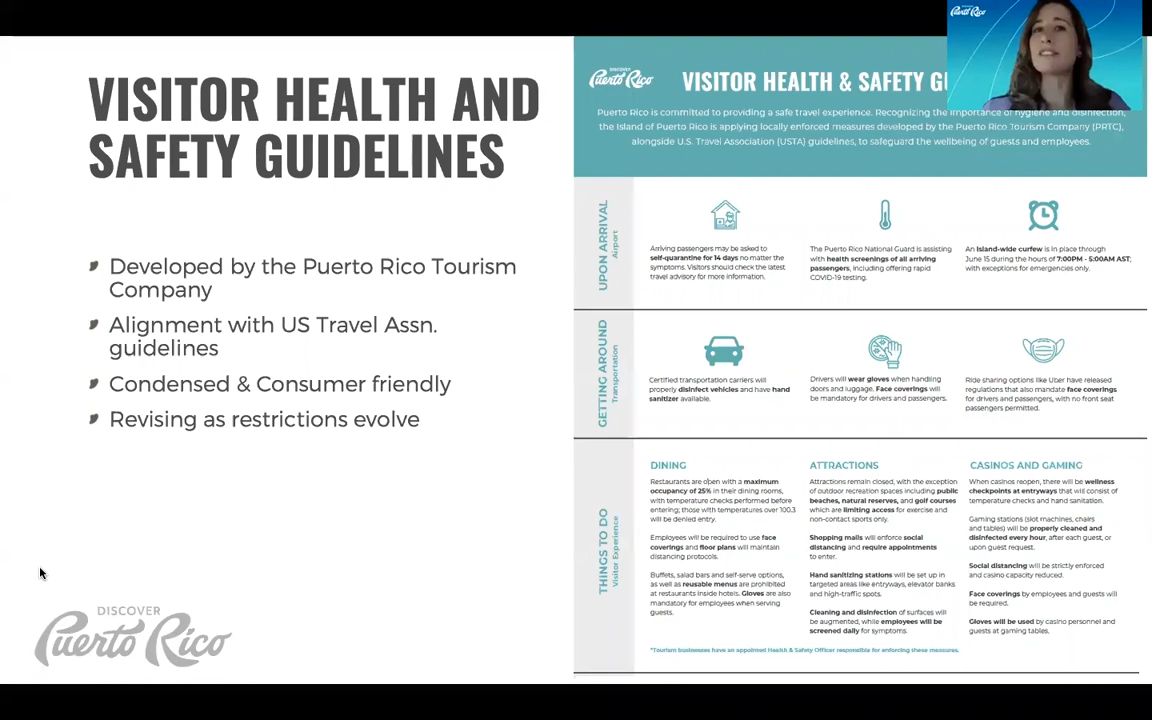 VISITOR HEALTH AND
SAFETY GUIDELINES
Developed by the Puerto Rico Tourism
Company
Alignment with US Travel Assn.
guidelines
Condensed & Consumer friendly
Revising as restrictions evolve
DISCOVER
Puerto Rico
Puerto Rico
DISCOVER
Puerto Rico
VISITOR HEALTH & SAFETY
Puerto Rico is committed to providing a safe travel experience. Recognizing the importance of hygiene and disinfection,
the Island of Puerto Rico is applying locally enforced measures developed by the Puerto Rico Tourism Company (PRTC),
alongside U.S. Travel Association (USTA) guidelines, to safeguard the wellbeing of guests and employees.
UPON ARRIVAL
Airport
Arriving passengers may be asked to
self-quarantine for 14 days no matter the
symptoms. Visitors should check the latest
travel advisory for more information.
The Puerto Rico National Guard is assisting
with health screenings of all arriving
passengers, including offering rapid
COVID-19 testing.
An Island-wide curfew is in place through
June 15 during the hours of 7:00PM - 5:00AM AST;
with exceptions for emergencies only.
GETTING AROUND
Transportation
Certified transportation carriers will
properly disinfect vehicles and have hand
sanitizer available.
Drivers will wear gloves when handling
doors and luggage. Face coverings will
be mandatory for drivers and passengers.
Ride sharing options like Uber have released
regulations that also mandate face coverings
for drivers and passengers, with no front seat
passengers permitted.
THINGS TO DO
Visitor Experience
DINING
Restaurants are open with a maximum
occupancy of 25% in their dining rooms,
with temperature checks performed before
entering; those with temperatures over 100.3
will be denied entry.
Employees will be required to use face
coverings and floor plans will maintain
distancing protocols.
Buffets, salad bars and self-serve options,
as well as reusable menus are prohibited
at restaurants inside hotels. Gloves are also
mandatory for employees when serving
guests.
ATTRACTIONS
Attractions remain closed, with the exception
of outdoor recreation spaces including public
beaches, natural reserves, and golf courses
which are limiting access for exercise and
non-contact sports only.
Shopping malls will enforce social
distancing and require appointments
to enter.
Hand sanitizing stations will be set up in
targeted areas like entryways, elevator banks
and high-traffic spots.
Cleaning and disinfection of surfaces will
be augmented, while employees will be
screened daily for symptoms.
CASINOS AND GAMING
When casinos reopen, there will be wellness
checkpoints at entryways that will consist of
temperature checks and hand sanitation.
Gaming stations (slot machines, chairs
and tables) will be properly cleaned and
disinfected every hour, after each guest, or
upon guest request.
Social distancing will be strictly enforced
and casino capacity reduced.
Face coverings by employees and guests will
be required.
Gloves will be used by casino personnel and
guests at gaming tables.
*Tourism businesses have an appointed Health & Safety Officer responsible for enforcing these measures.